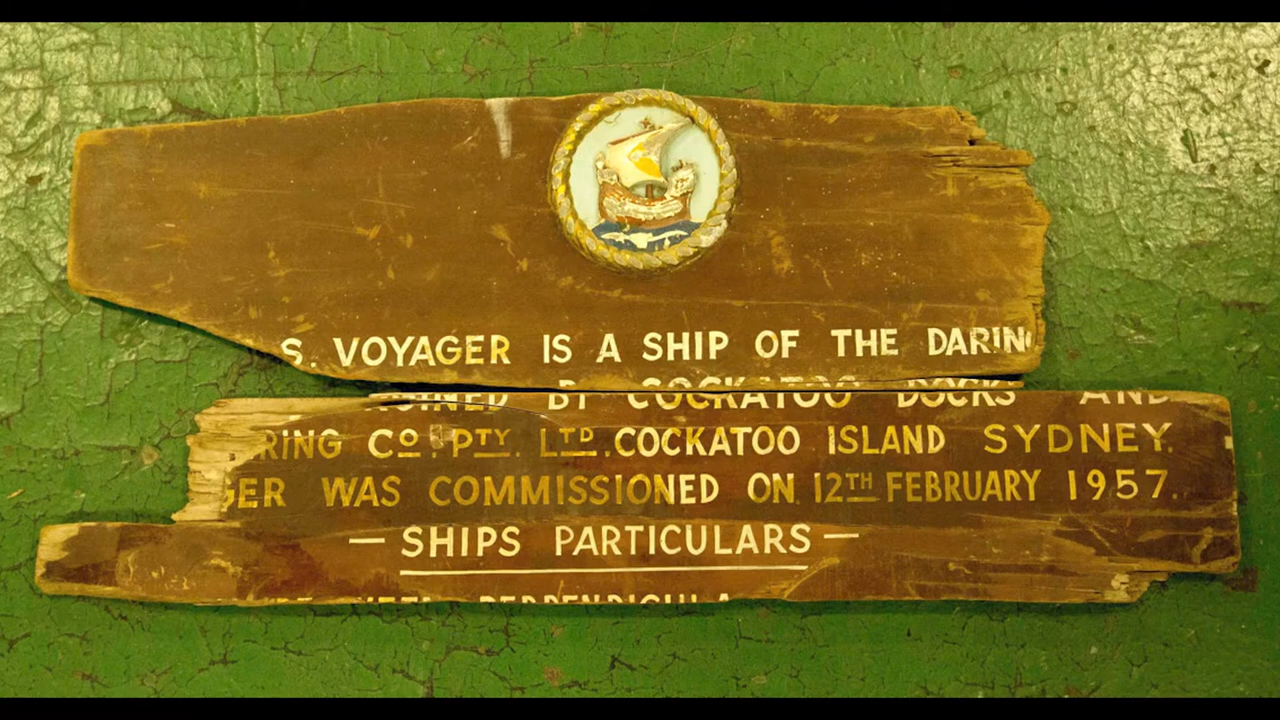 S. VOYAGER IS A SHIP OF THE DARING
BY COCKATOO DOCKS AND
RING Co. PTY. LTD. COCKATOO ISLAND SYDNEY.
GER WAS COMMISSIONED ON 12TH FEBRUARY 1957.
— SHIPS PARTICULARS —